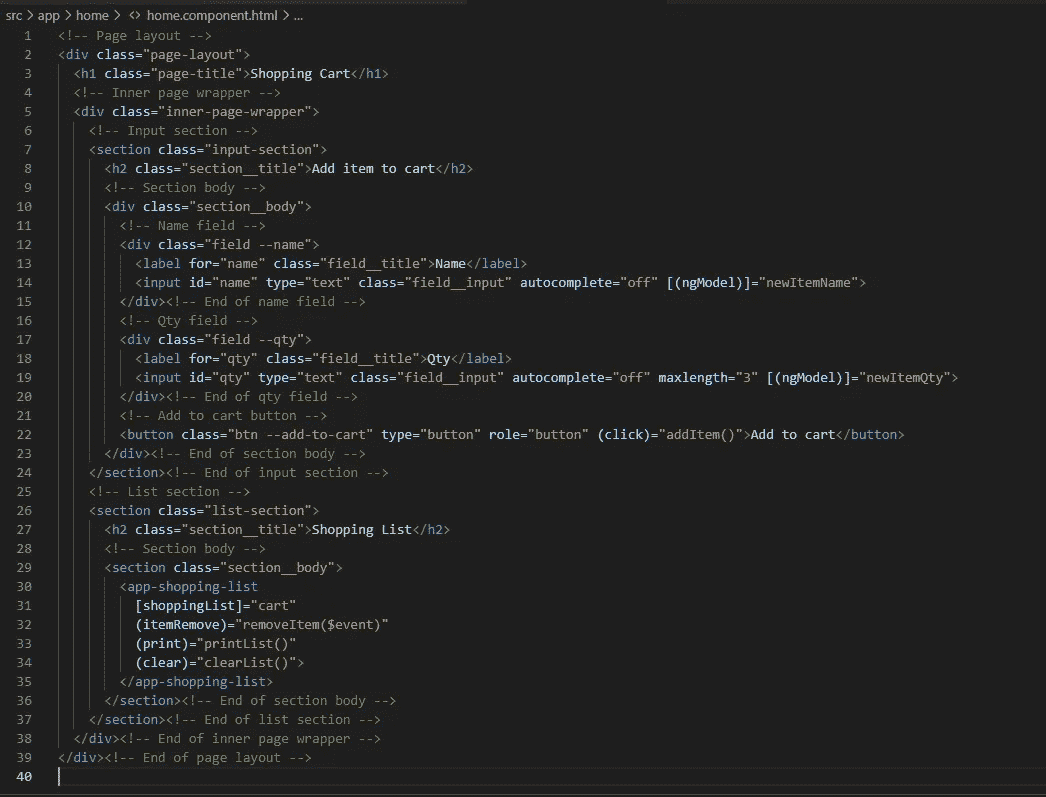 src > app > home > <> home.component.html > ...
1 <!-- Page layout -->
2 <div class="page-layout">
3   <h1 class="page-title">Shopping Cart</h1>
4   <!-- Inner page wrapper -->
5   <div class="inner-page-wrapper">
6     <!-- Input section -->
7     <section class="input-section">
8       <h2 class="section__title">Add item to cart</h2>
9       <!-- Section body -->
10       <div class="section__body">
11         <!-- Name field -->
12         <div class="field --name">
13           <label for="name" class="field__title">Name</label>
14           <input id="name" type="text" class="field__input" autocomplete="off" [(ngModel)]="newItemName">
15         </div><!-- End of name field -->
16         <!-- Qty field -->
17         <div class="field --qty">
18           <label for="qty" class="field__title">Qty</label>
19           <input id="qty" type="text" class="field__input" autocomplete="off" maxlength="3" [(ngModel)]="newItemQty">
20         </div><!-- End of qty field -->
21         <!-- Add to cart button -->
22         <button class="btn --add-to-cart" type="button" role="button" (click)="addItem()">Add to cart</button>
23       </div><!-- End of section body -->
24     </section><!-- End of input section -->
25     <!-- List section -->
26     <section class="list-section">
27       <h2 class="section__title">Shopping List</h2>
28       <!-- Section body -->
29       <section class="section__body">
30         <app-shopping-list
31           [shoppingList]="cart"
32           (itemRemove)="removeItem($event)"
33           (print)="printList()"
34           (clear)="clearList()">
35         </app-shopping-list>
36       </section><!-- End of section body -->
37     </section><!-- End of list section -->
38   </div><!-- End of inner page wrapper -->
39 </div><!-- End of page layout -->
40